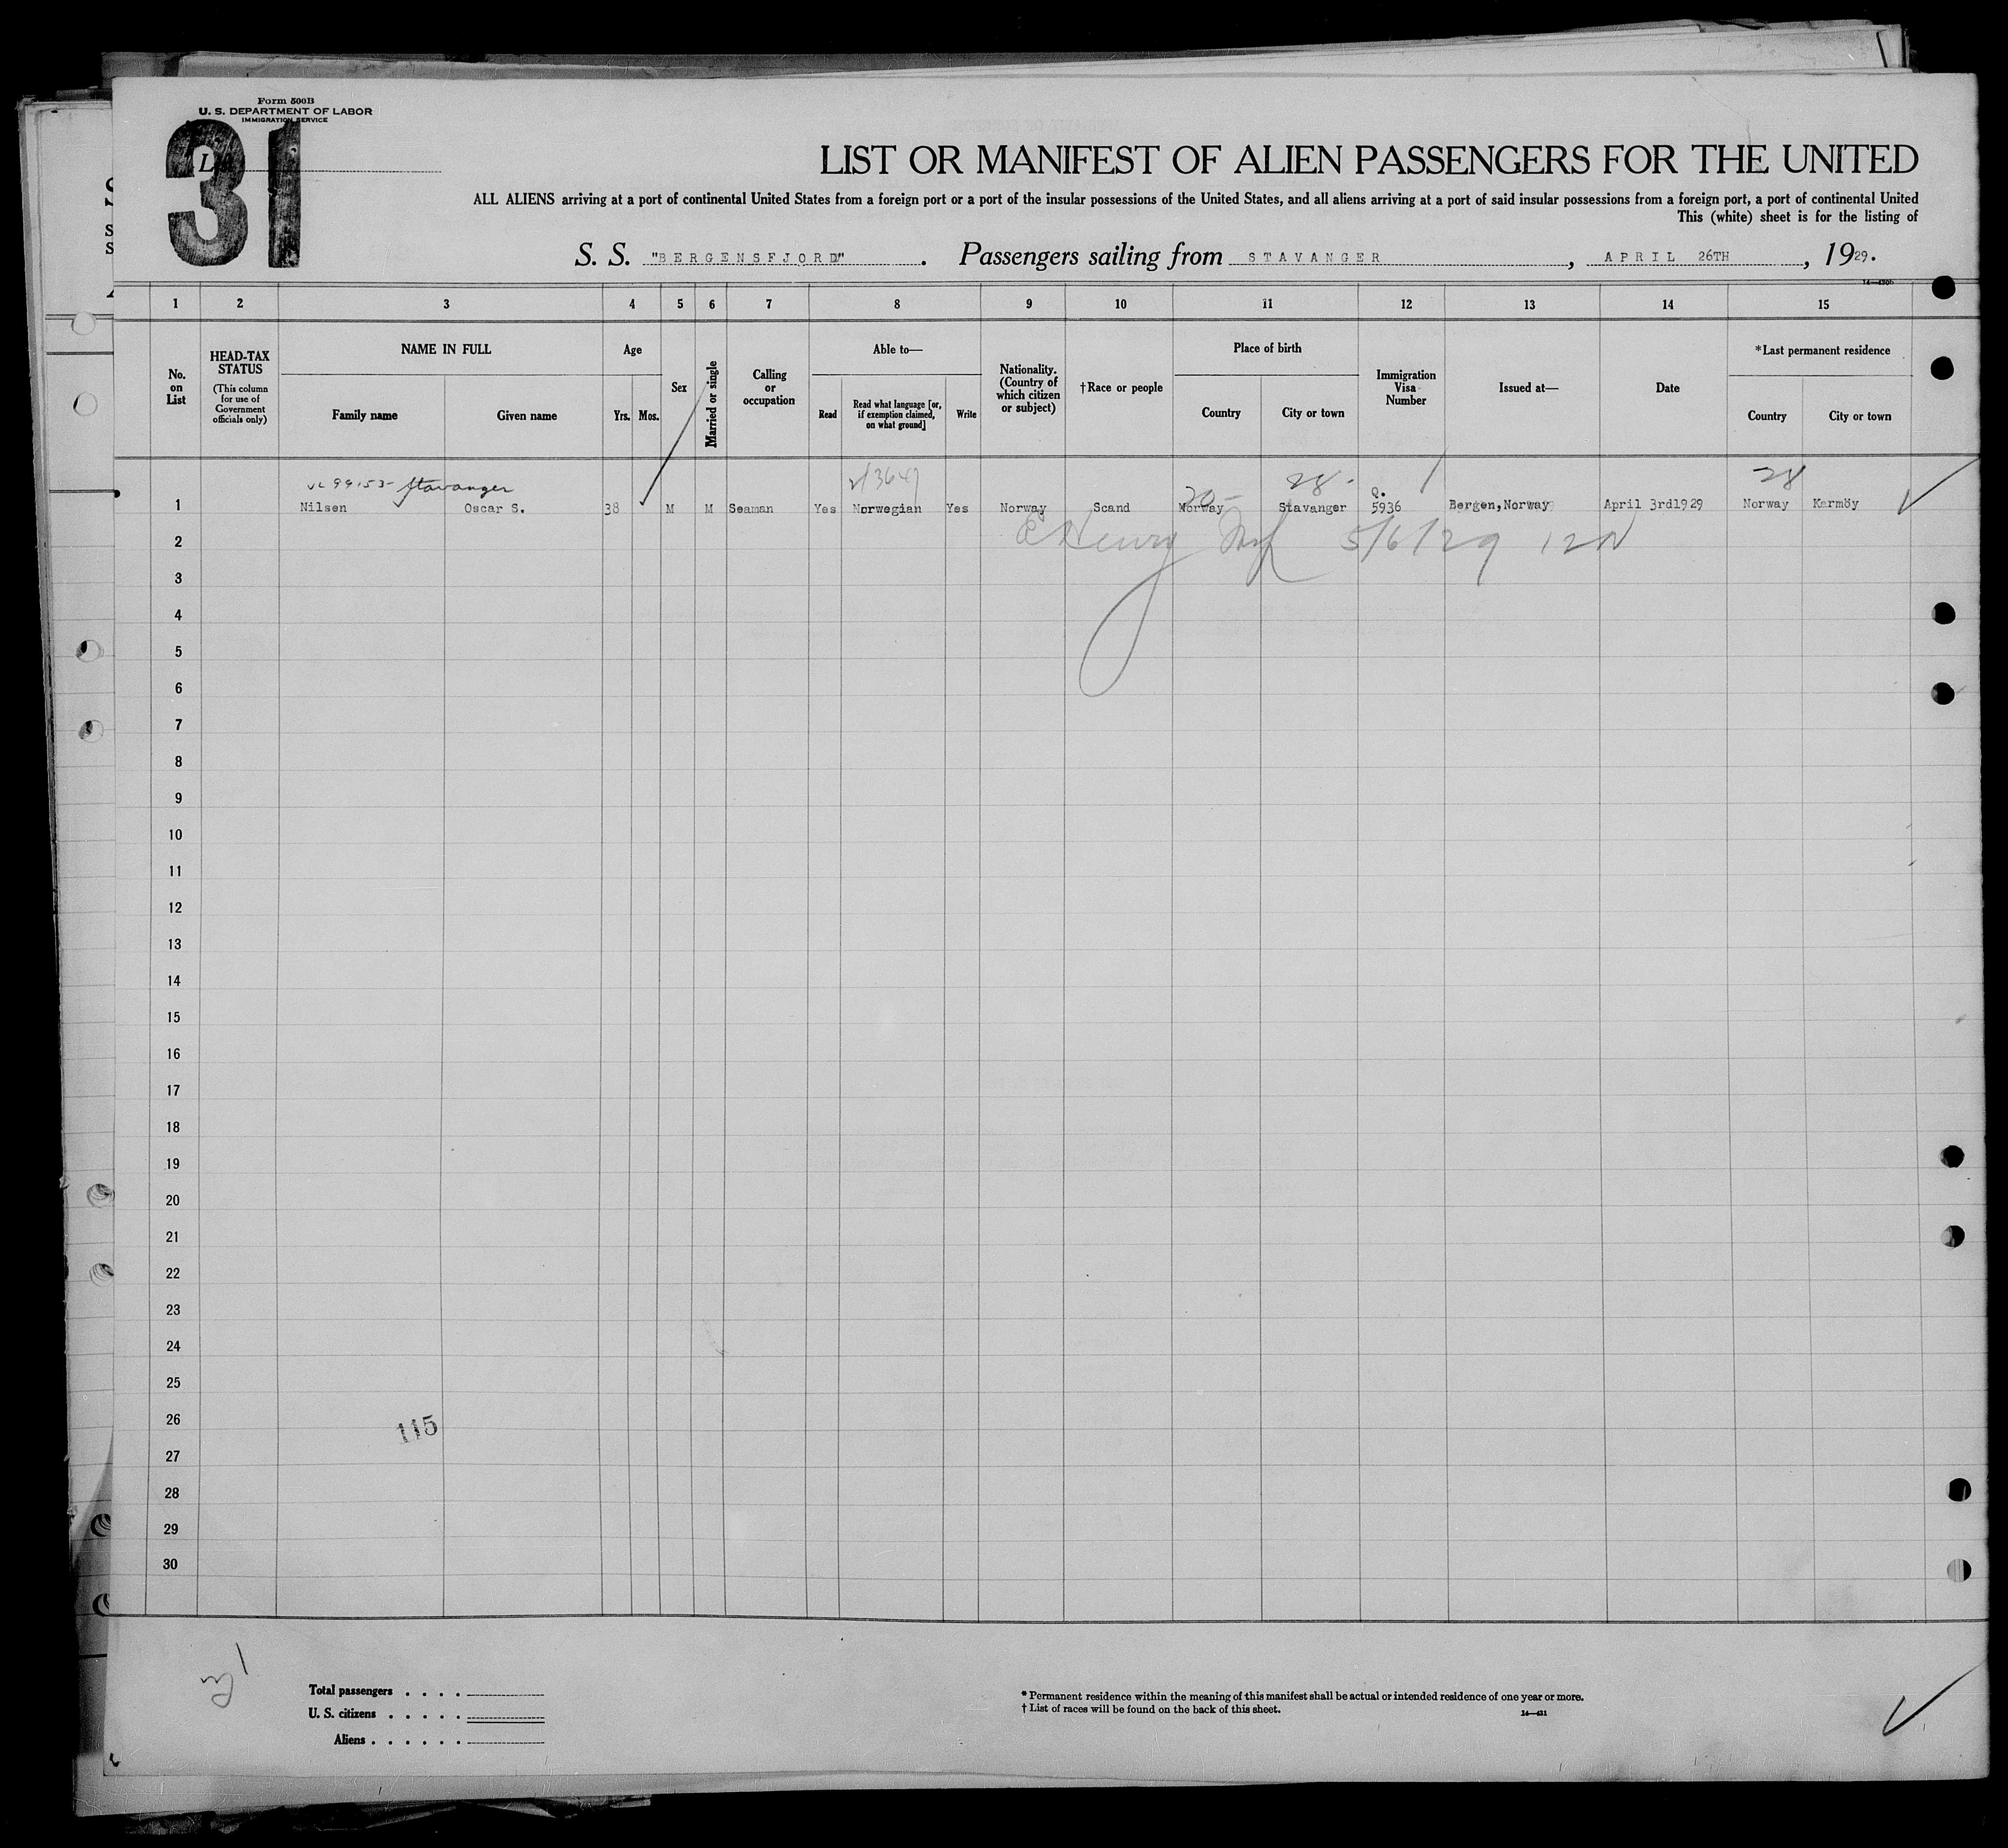 Form 500B
U. S. DEPARTMENT OF LABOR
IMMIGRATION SERVICE
31
LIST OR MANIFEST OF ALIEN PASSENGERS FOR THE UNITED
ALL ALIENS arriving at a port of continental United States from a foreign port or a port of the insular possessions of the United States, and all aliens arriving at a port of said insular possessions from a foreign port, a port of continental United
This (white) sheet is for the listing of
S. S. "BERGENSFJORD" . Passengers sailing from STAVANGER , APRIL 26TH , 1929.
1 2 3 4 5 6 7 8 9 10 11 12 13 14 15
No. on List
HEAD-TAX STATUS
(This column for use of Government officials only)
NAME IN FULL
Family name Given name
Age
Yrs. Mos.
Sex
Married or single
Calling or occupation
Able to—
Read
Read what language [or, if exemption claimed, on what ground]
Write
Nationality. (Country of which citizen or subject)
†Race or people
Place of birth
Country City or town
Immigration Visa Number
Issued at—
Date
*Last permanent residence
Country City or town
Stavanger 28- 28
1 Nilsen Oscar S. 38 M M Seaman Yes Norwegian Yes Norway Scand Norway Stavanger Q. 5936 Bergen, Norway April 3rd1929 Norway Karmöy
2 5/6/29
3
4
5
6
7
8
9
10
11
12
13
14
15
16
17
18
19
20
21
22
23
24
25
26
115
27
28
29
30
Total passengers . . . .
U. S. citizens . . . . .
Aliens . . . . . .
* Permanent residence within the meaning of this manifest shall be actual or intended residence of one year or more.
† List of races will be found on the back of this sheet.
14—431